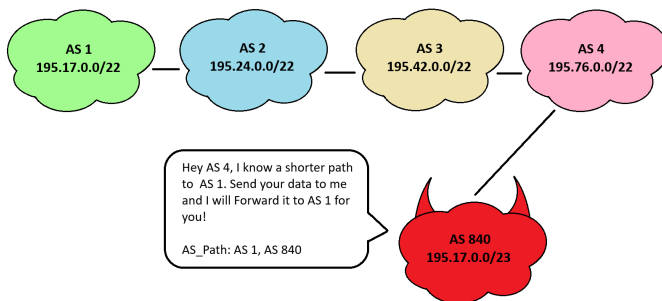 AS 1
195.17.0.0/22
AS 2
195.24.0.0/22
AS 3
195.42.0.0/22
AS 4
195.76.0.0/22
Hey AS 4, I know a shorter path
to  AS 1. Send your data to me
and I will Forward it to AS 1 for
you!
AS_Path: AS 1, AS 840
AS 840
195.17.0.0/23